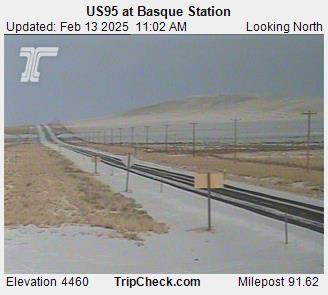 US95 at Basque Station
Updated: Feb 13 2025 11:02 AM Looking North
Elevation 4460 TripCheck.com Milepost 91.62